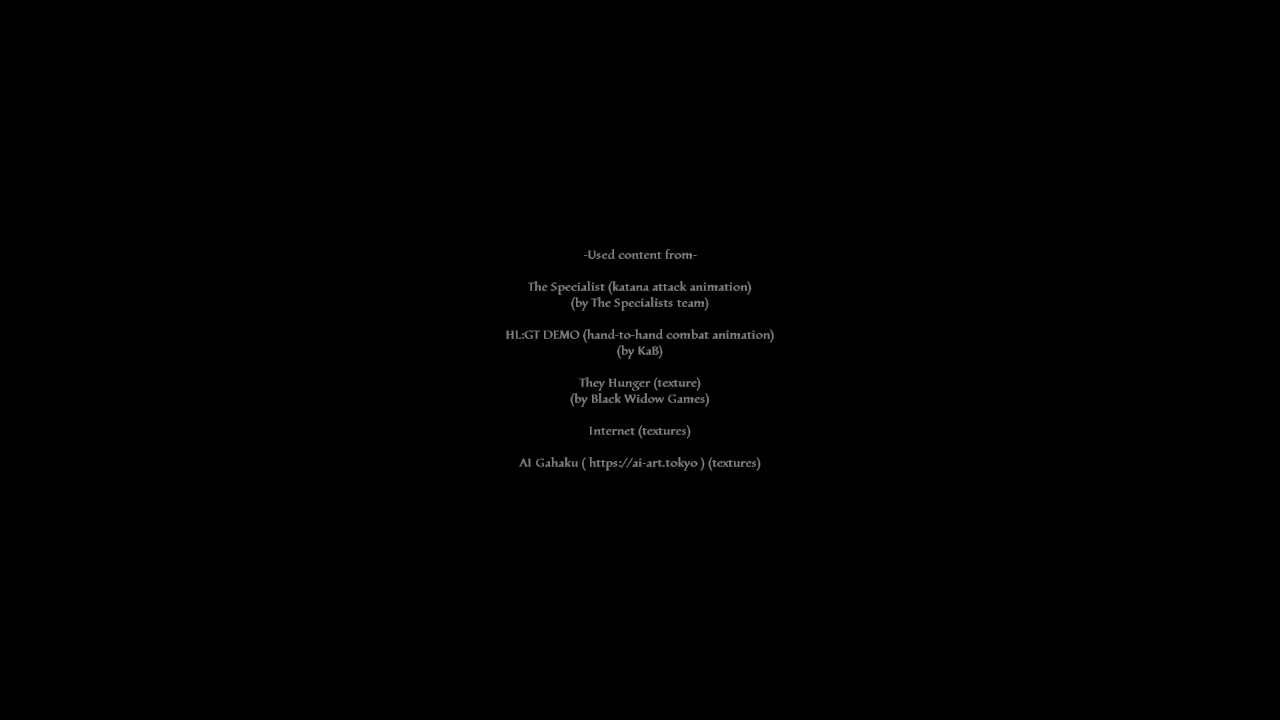 -Used content from-
The Specialist (katana attack animation)
(by The Specialists team)
HL:GT DEMO (hand-to-hand combat animation)
(by KaB)
They Hunger (texture)
(by Black Widow Games)
Internet (textures)
AI Gahaku ( https://ai-art.tokyo ) (textures)